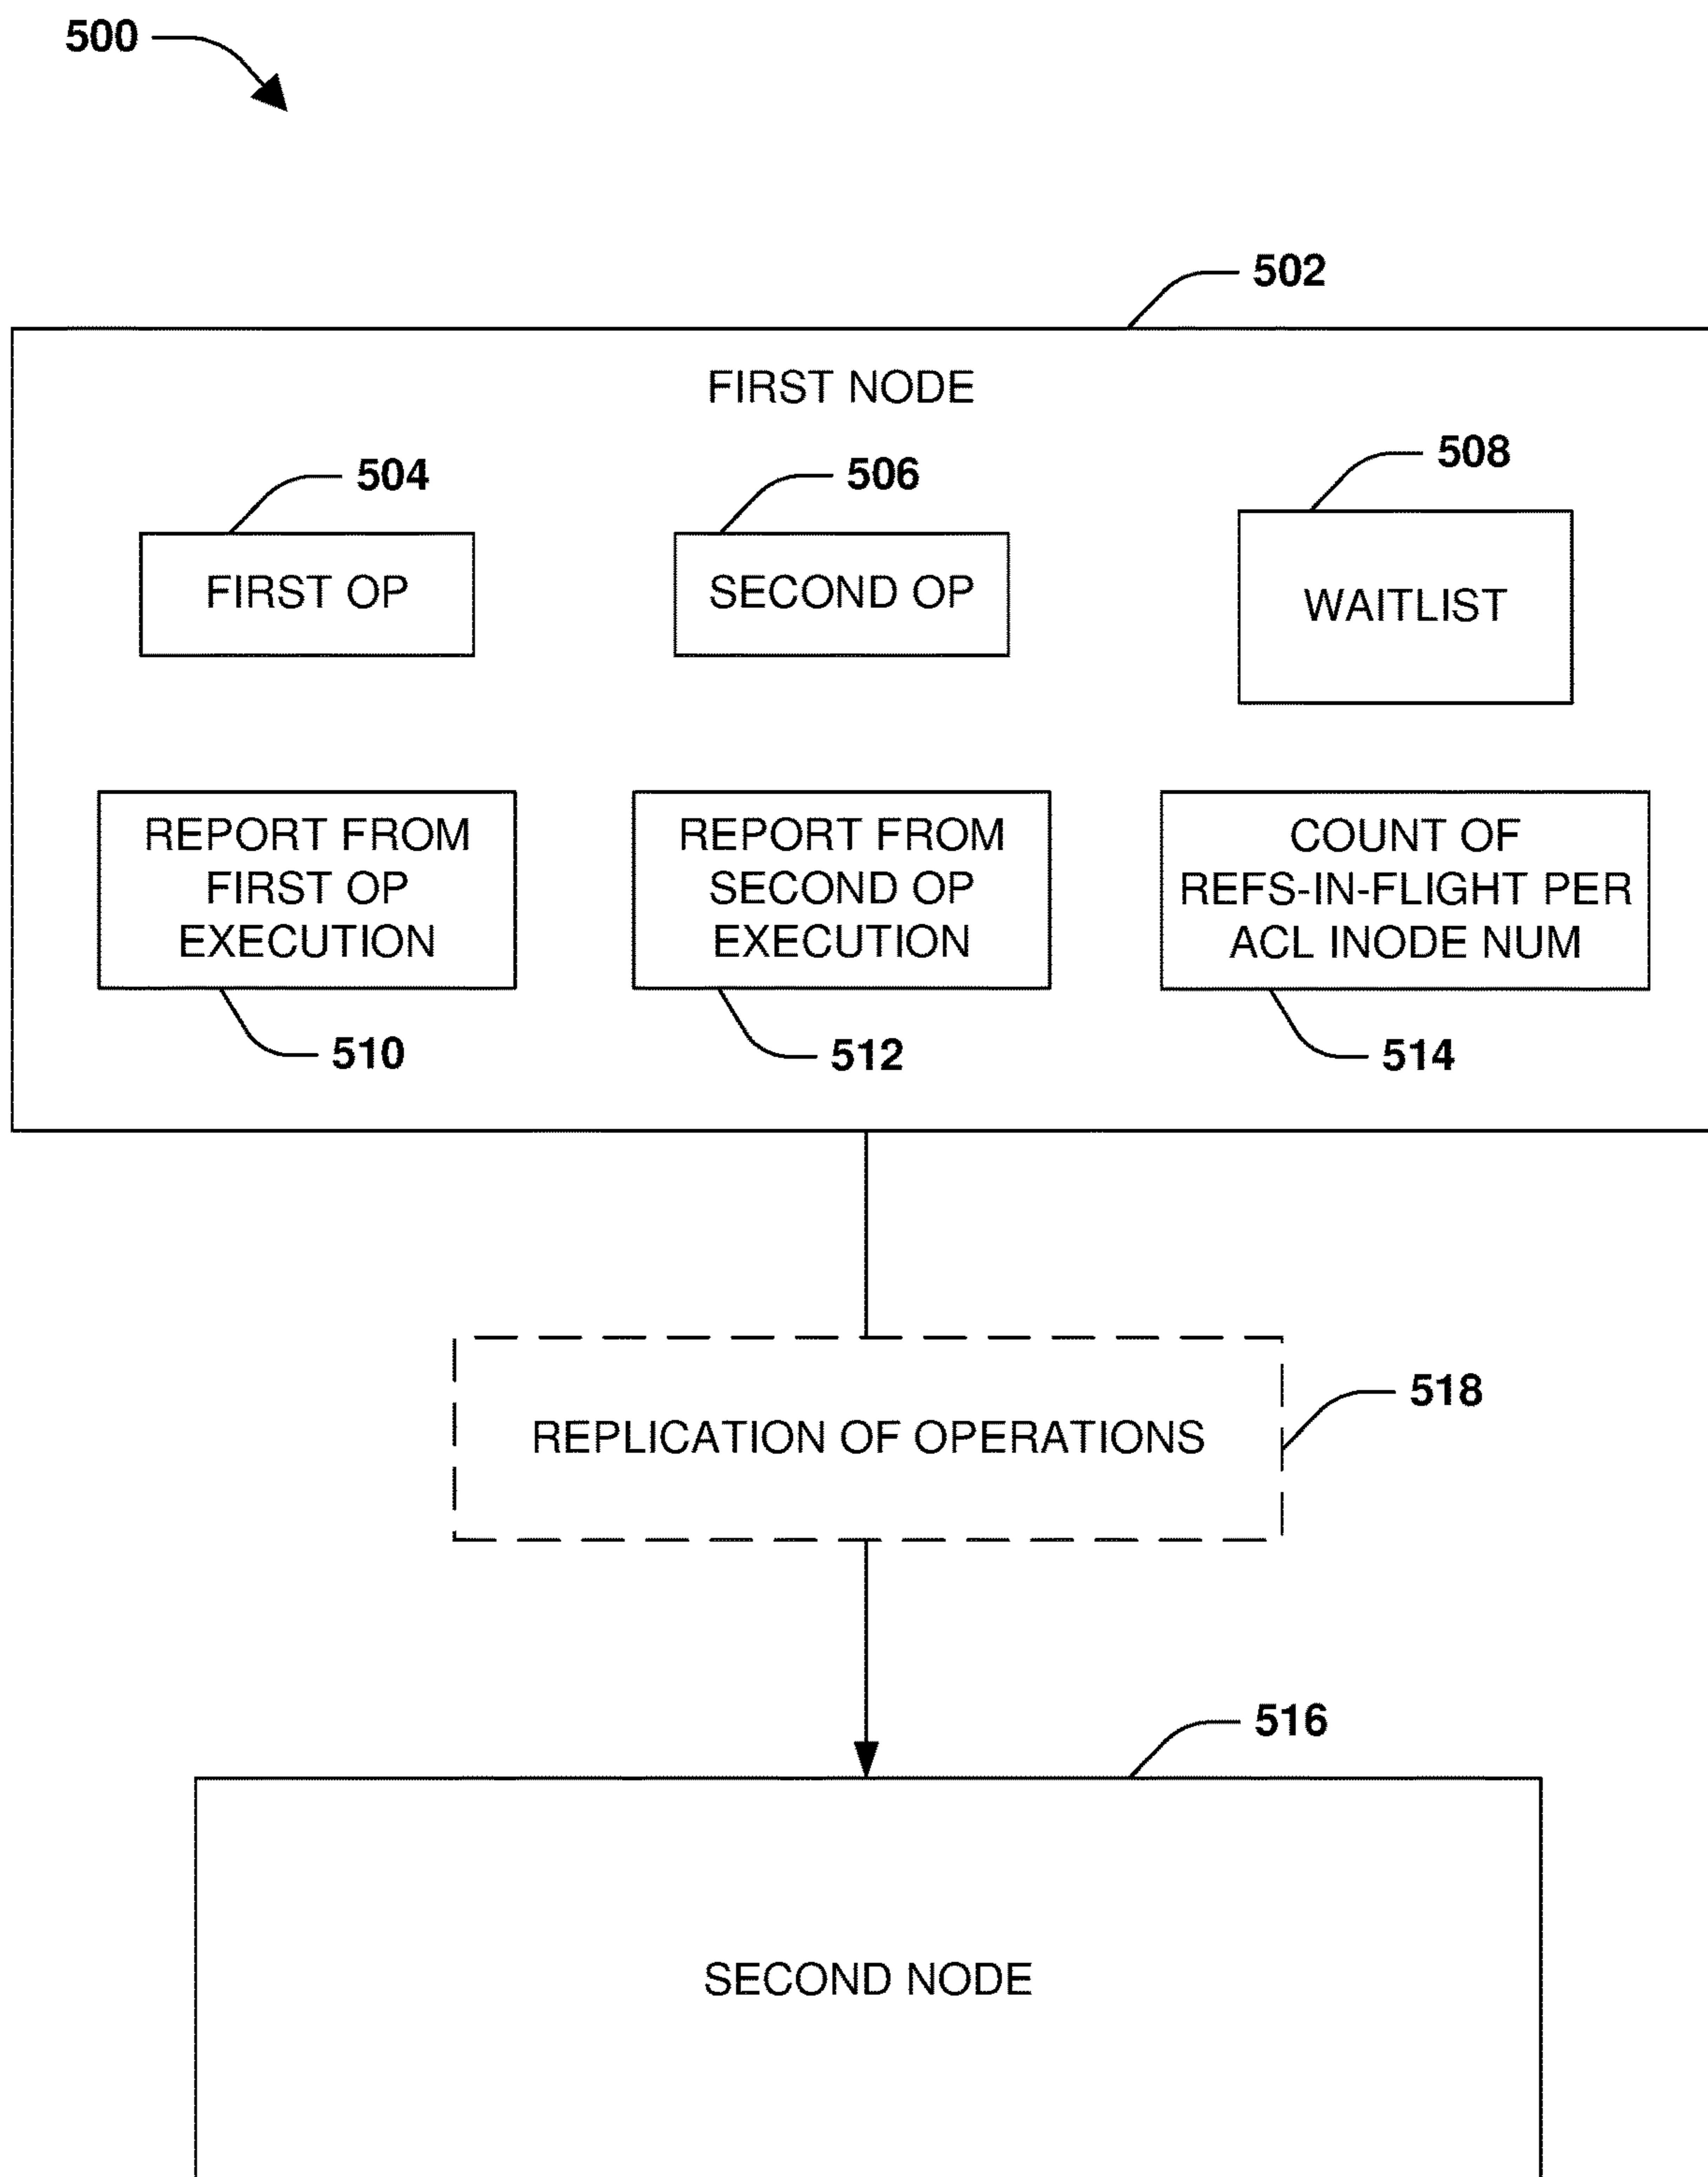 500
502
FIRST NODE
504
506
508
FIRST OP
SECOND OP
WAITLIST
REPORT FROM
FIRST OP
EXECUTION
REPORT FROM
SECOND OP
EXECUTION
COUNT OF
REFS-IN-FLIGHT PER
ACL INODE NUM
510
512
514
REPLICATION OF OPERATIONS
518
516
SECOND NODE